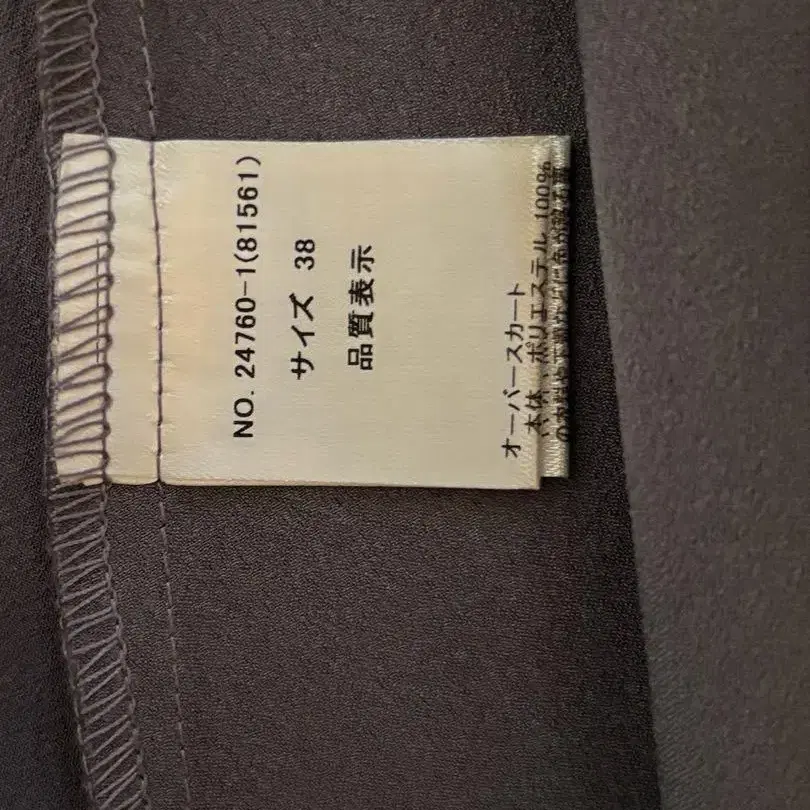 NO. 24760-1(81561)
サイズ 38
品質表示
オーバースカート
本体 ポリエステル 100%